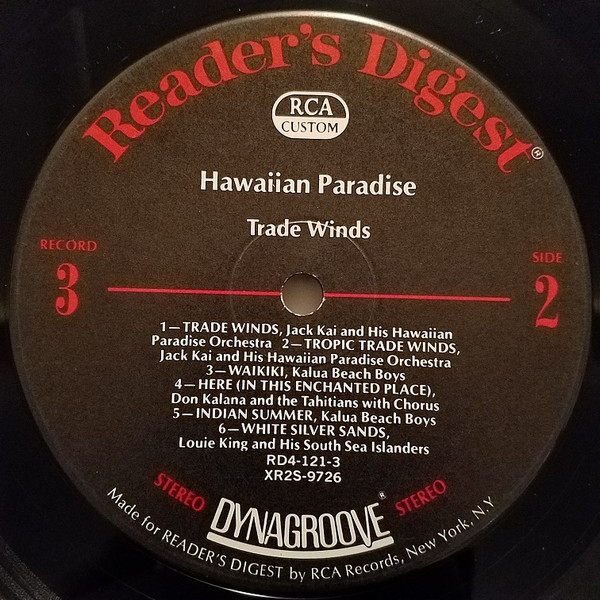 Reader's Digest®
RCA
CUSTOM
Hawaiian Paradise
Trade Winds
RECORD
3
SIDE
2
1—TRADE WINDS, Jack Kai and His Hawaiian
Paradise Orchestra 2—TROPIC TRADE WINDS,
Jack Kai and His Hawaiian Paradise Orchestra
3—WAIKIKI, Kalua Beach Boys
4—HERE (IN THIS ENCHANTED PLACE),
Don Kalana and the Tahitians with Chorus
5—INDIAN SUMMER, Kalua Beach Boys
6—WHITE SILVER SANDS,
Louie King and His South Sea Islanders
RD4-121-3
XR2S-9726
STEREO DYNAGROOVE® STEREO
Made for READER'S DIGEST by RCA Records, New York, N.Y